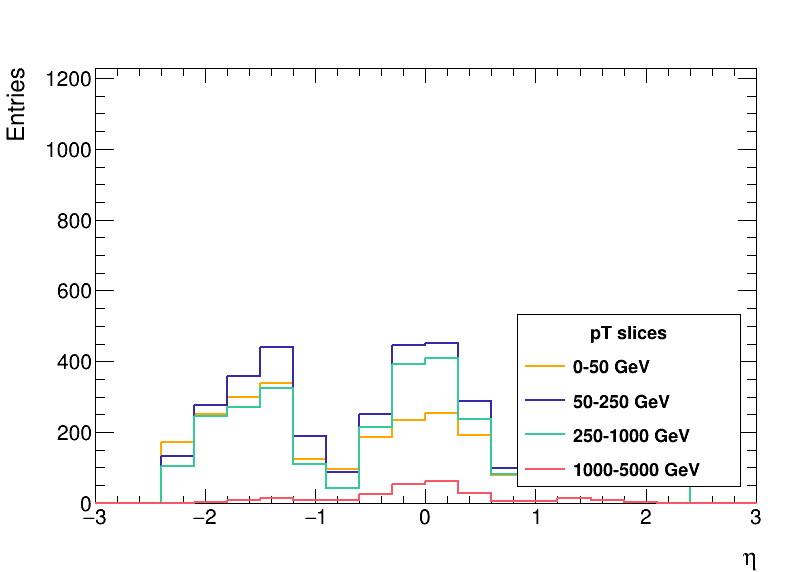 Entries
1200
1000
800
600
400
200
0
pT slices
0-50 GeV
50-250 GeV
250-1000 GeV
1000-5000 GeV
−3 −2 −1 0 1 2 3
η